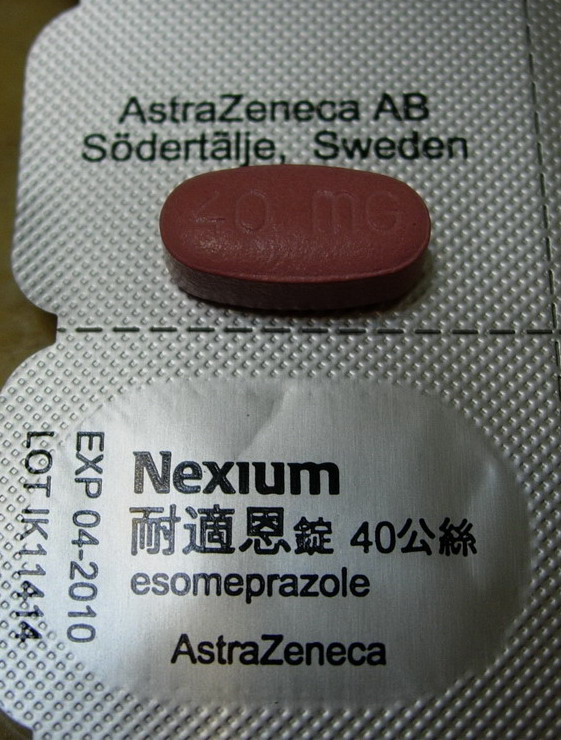 AstraZeneca AB
Södertälje, Sweden
40 mG
Nexium
耐適恩錠 40公絲
esomeprazole
AstraZeneca
EXP 04-2010
LOT IK11414